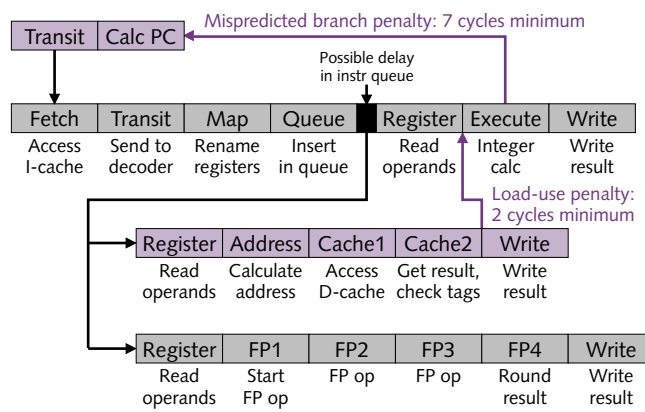 Mispredicted branch penalty: 7 cycles minimum
Transit Calc PC
Possible delay
in instr queue
Fetch Transit Map Queue Register Execute Write
Access Send to Rename Insert Read Integer Write
I-cache decoder registers in queue operands calc result
Load-use penalty:
2 cycles minimum
Register Address Cache1 Cache2 Write
Read Calculate Access Get result, Write
operands address D-cache check tags result
Register FP1 FP2 FP3 FP4 Write
Read Start FP op FP op Round Write
operands FP op result result